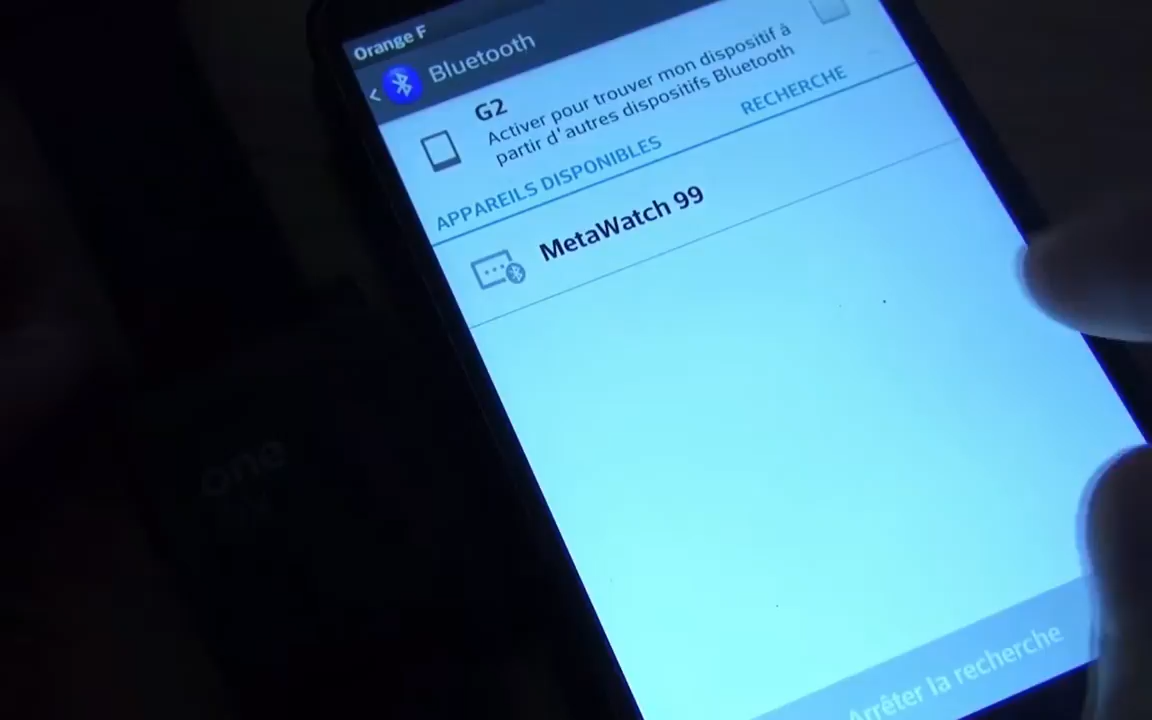 Orange F
Bluetooth
G2
Activer pour trouver mon dispositif à
partir d'autres dispositifs Bluetooth
APPAREILS DISPONIBLES
RECHERCHE
MetaWatch 99
Arrêter la recherche
one